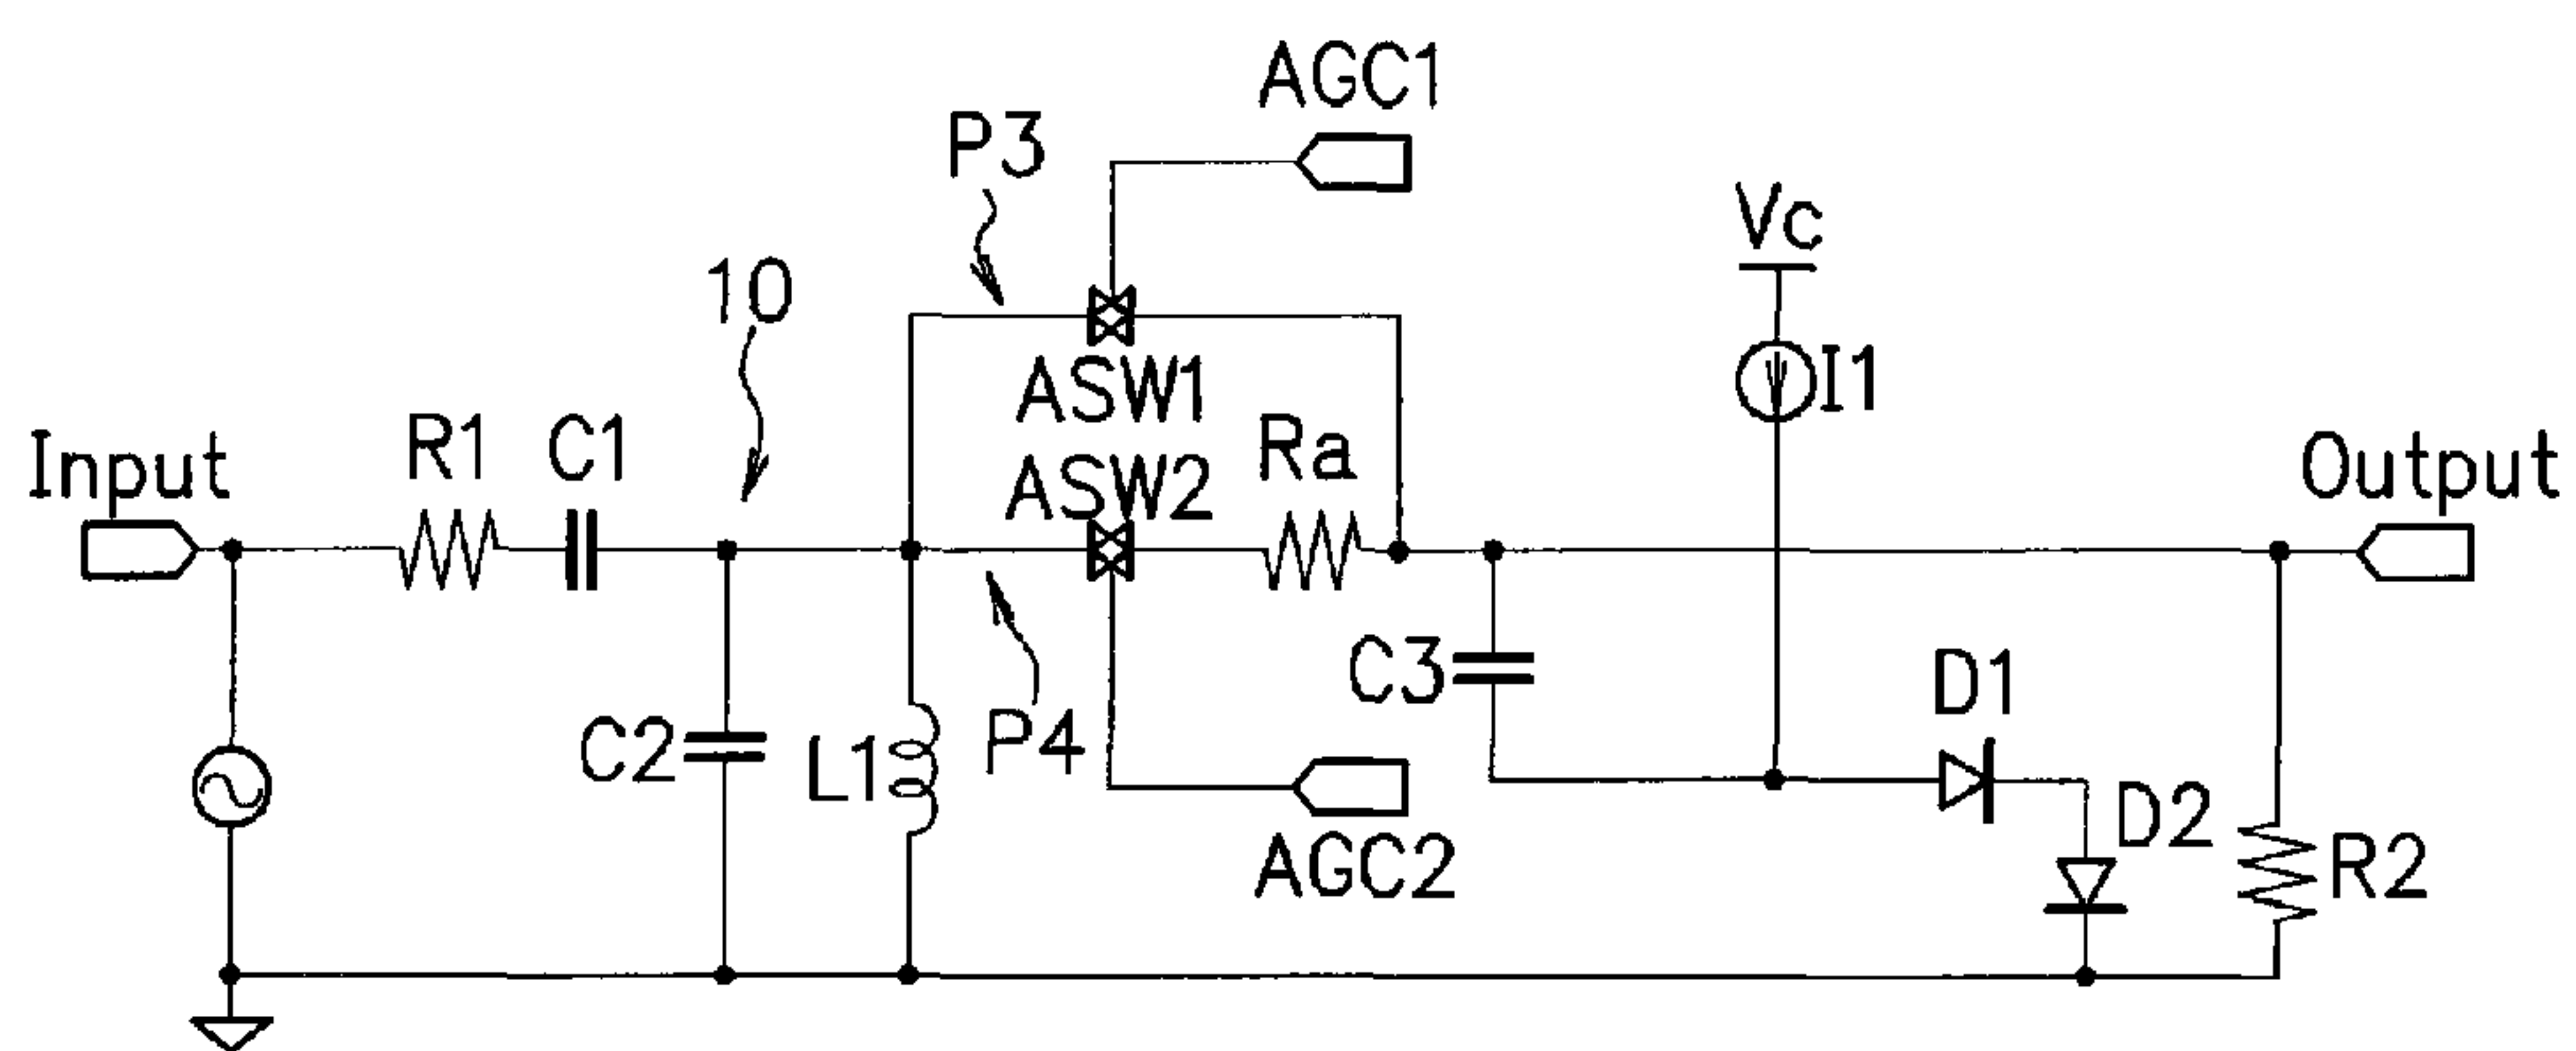 AGC1
P3
Vc
10
I1
ASW1
Input
R1
C1
ASW2
Ra
Output
C3
D1
C2
L1
P4
D2
AGC2
R2